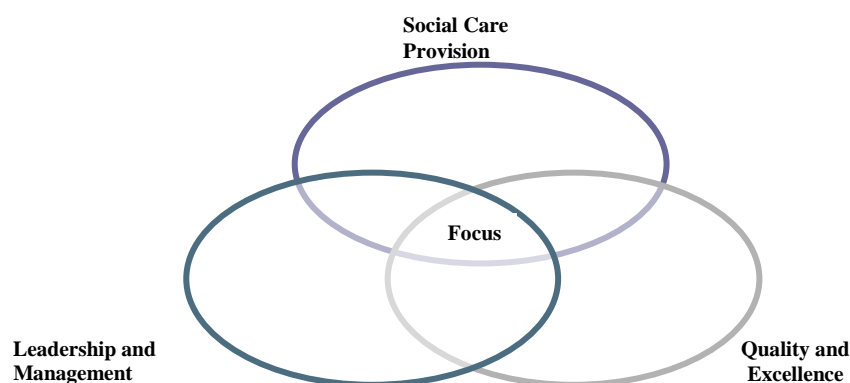 Social Care
Provision
Focus
Leadership and
Management
Quality and
Excellence